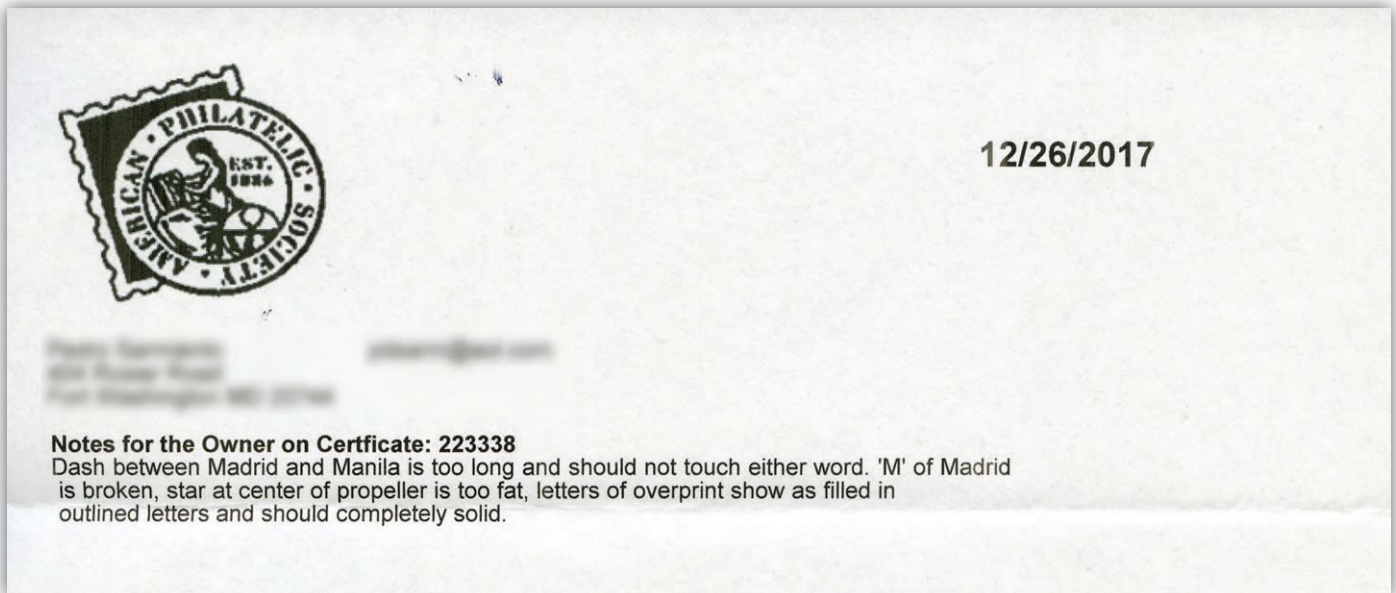 AMERICAN · PHILATELIC · SOCIETY ·
EST.
1886
12/26/2017
Notes for the Owner on Certficate: 223338
Dash between Madrid and Manila is too long and should not touch either word. 'M' of Madrid
is broken, star at center of propeller is too fat, letters of overprint show as filled in
outlined letters and should completely solid.